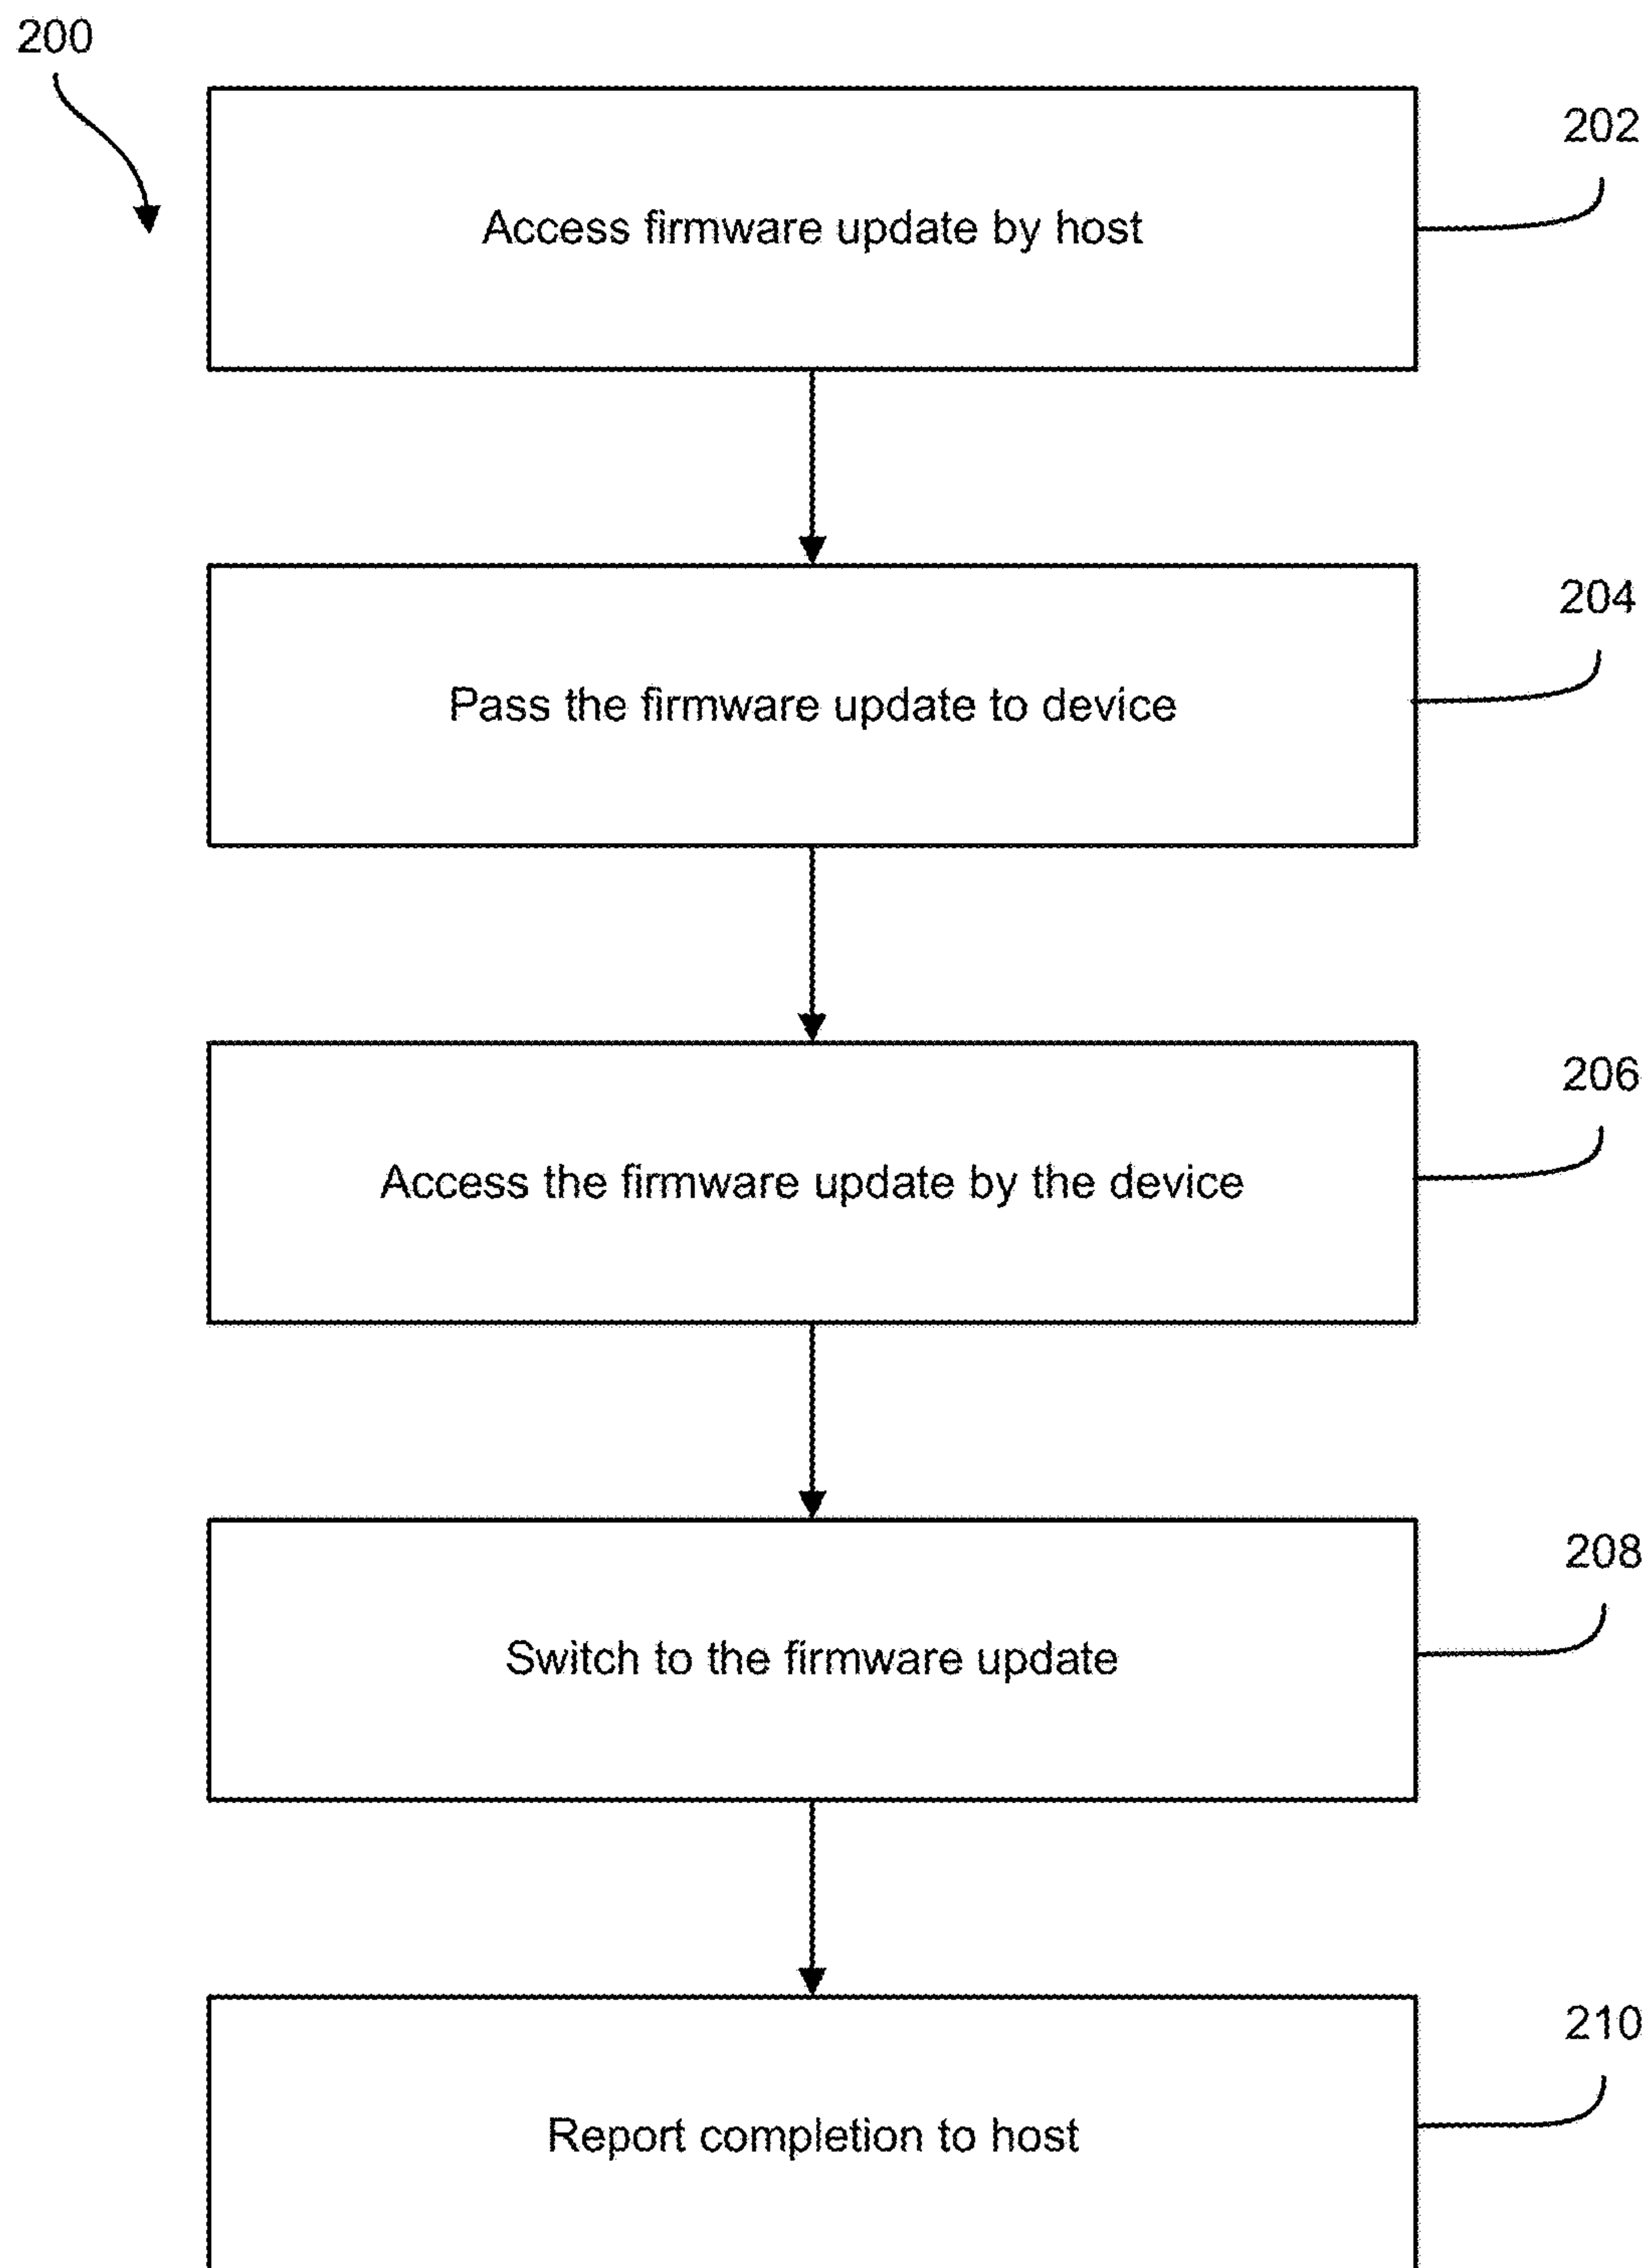 200
202
Access firmware update by host
204
Pass the firmware update to device
206
Access the firmware update by the device
208
Switch to the firmware update
210
Report completion to host